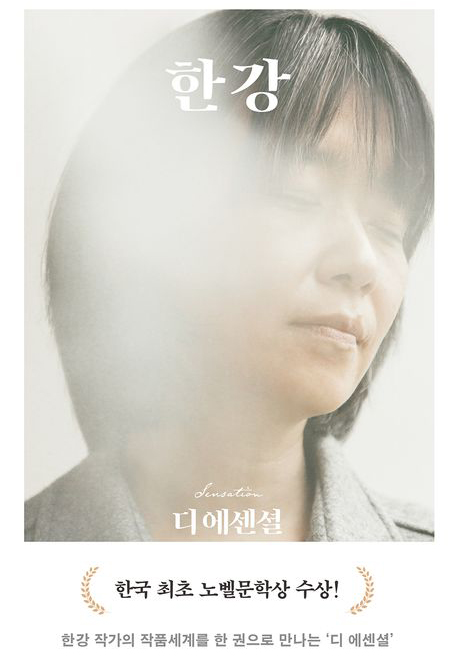 한강
Sensation
디 에센셜
한국 최초 노벨문학상 수상!
한강 작가의 작품세계를 한 권으로 만나는 ‘디 에센셜’